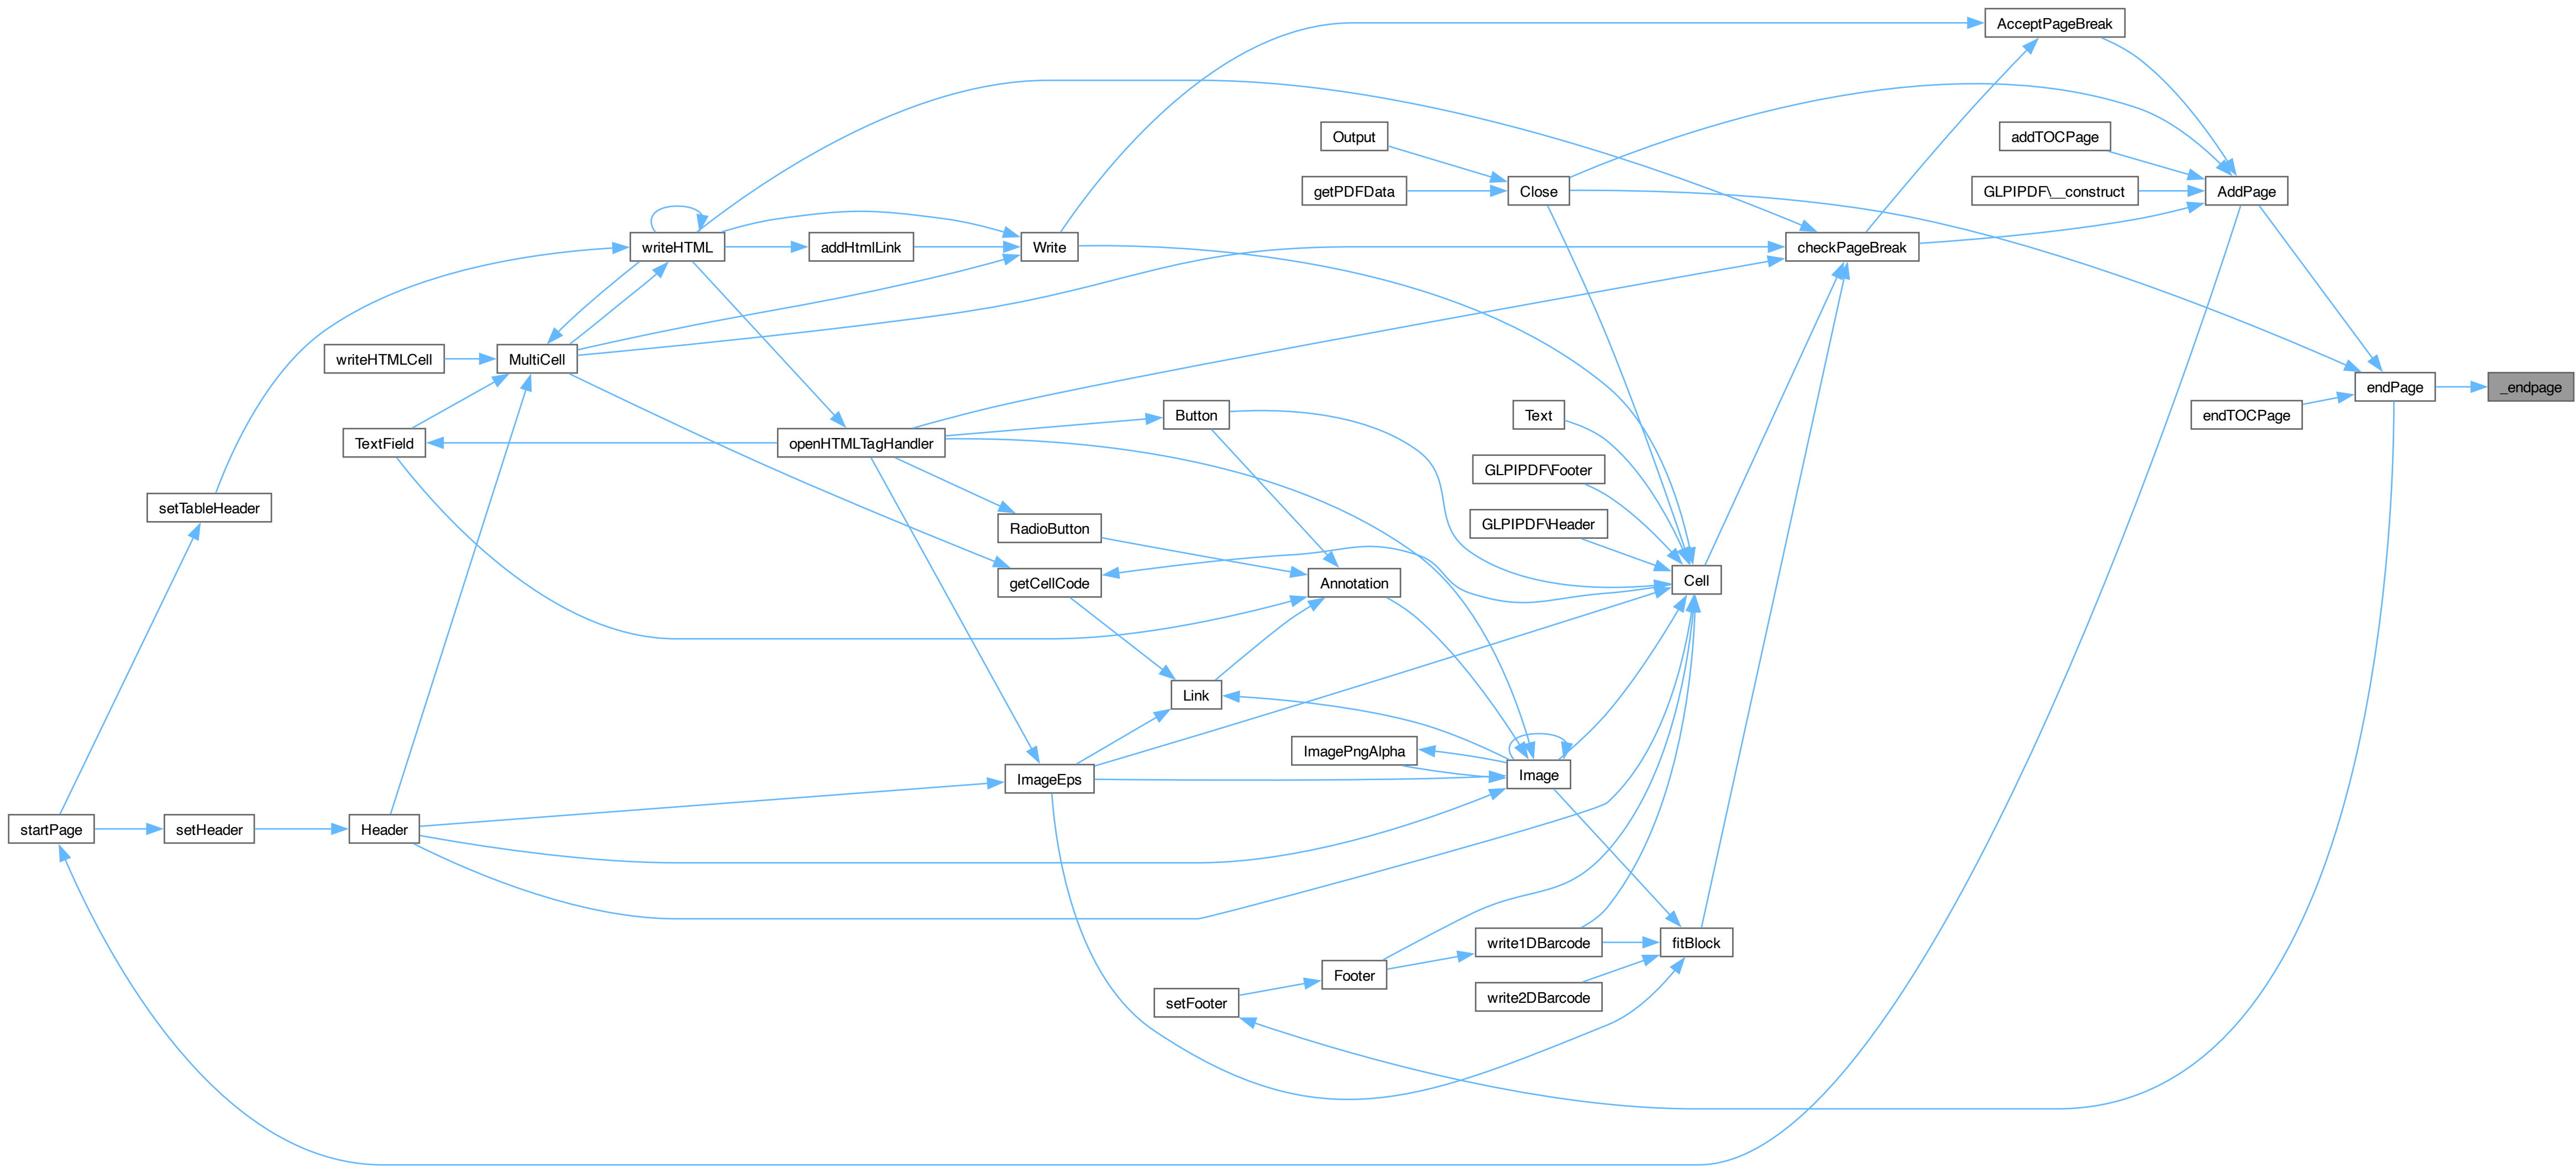 AcceptPageBreak
Output
addTOCPage
getPDFData
Close
GLPIPDF\__construct
AddPage
writeHTML
addHtmlLink
Write
checkPageBreak
writeHTMLCell
MultiCell
endPage
_endpage
Button
Text
endTOCPage
TextField
openHTMLTagHandler
GLPIPDF\Footer
setTableHeader
RadioButton
GLPIPDF\Header
getCellCode
Annotation
Cell
Link
ImagePngAlpha
ImageEps
Image
startPage
setHeader
Header
write1DBarcode
fitBlock
Footer
setFooter
write2DBarcode